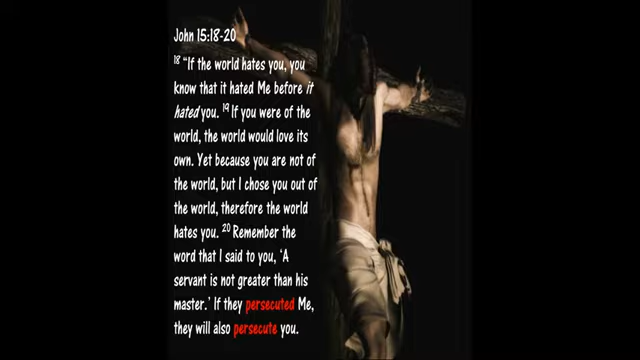 John 15:18-20
18 “If the world hates you, you
know that it hated Me before it
hated you. 19 If you were of the
world, the world would love its
own. Yet because you are not of
the world, but I chose you out of
the world, therefore the world
hates you. 20 Remember the
word that I said to you, ‘A
servant is not greater than his
master.’ If they persecuted Me,
they will also persecute you.